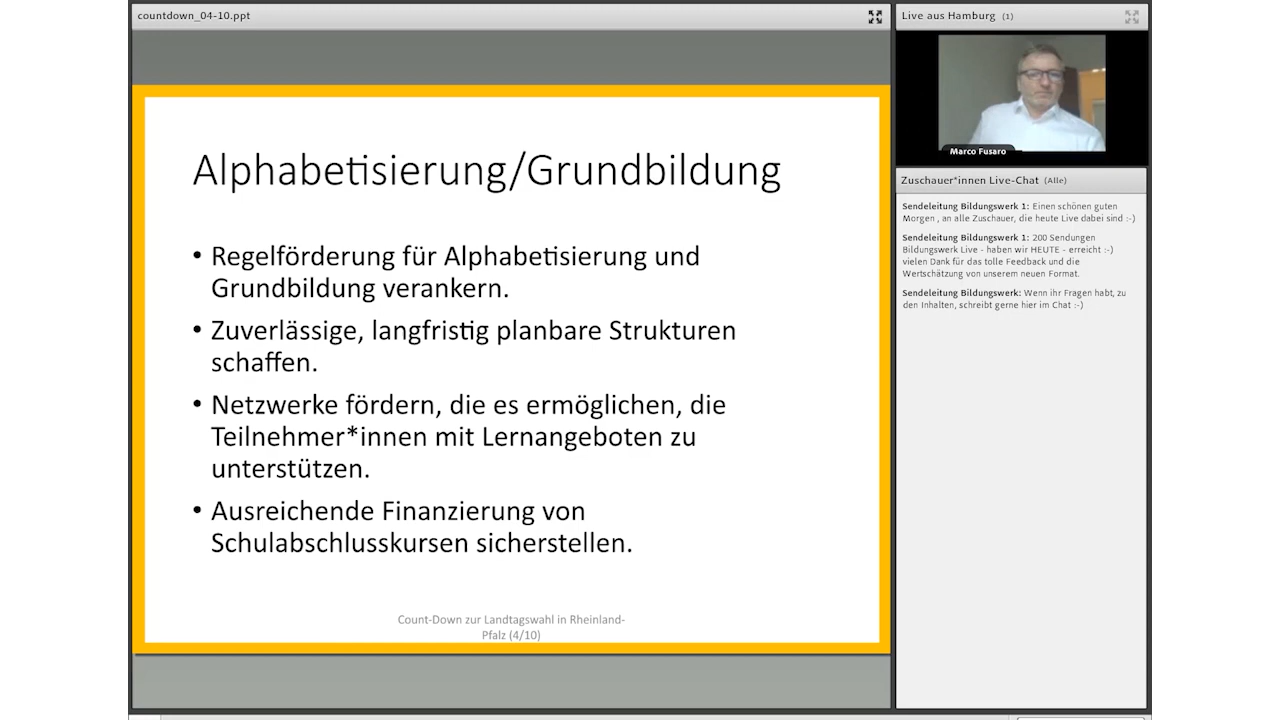 countdown_04-10.ppt
Alphabetisierung/Grundbildung
• Regelförderung für Alphabetisierung und
Grundbildung verankern.
• Zuverlässige, langfristig planbare Strukturen
schaffen.
• Netzwerke fördern, die es ermöglichen, die
Teilnehmer*innen mit Lernangeboten zu
unterstützen.
• Ausreichende Finanzierung von
Schulabschlusskursen sicherstellen.
Count-Down zur Landtagswahl in Rheinland-
Pfalz (4/10)
Live aus Hamburg (1)
Marco Fusaro
Zuschauer*innen Live-Chat (Alle)
Sendeleitung Bildungswerk 1: Einen schönen guten
Morgen , an alle Zuschauer, die heute Live dabei sind :-)
Sendeleitung Bildungswerk 1: 200 Sendungen
Bildungswerk Live - haben wir HEUTE - erreicht :-)
vielen Dank für das tolle Feedback und die
Wertschätzung von unserem neuen Format.
Sendeleitung Bildungswerk: Wenn ihr Fragen habt, zu
den Inhalten, schreibt gerne hier im Chat :-)